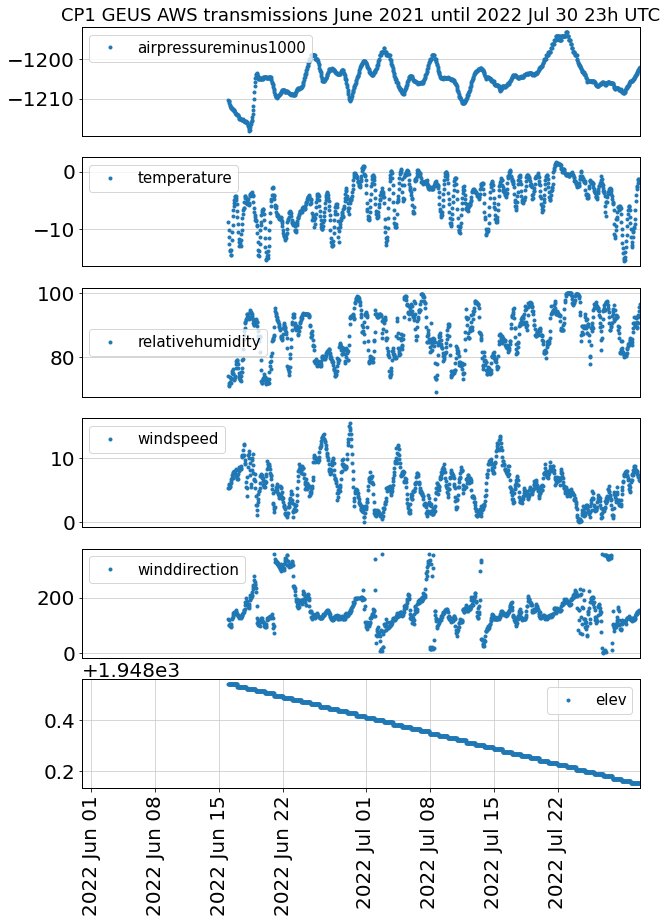 CP1 GEUS AWS transmissions June 2021 until 2022 Jul 30 23h UTC
airpressureminus1000
−1200
−1210
temperature
0
−10
100
relativehumidity
80
windspeed
10
0
winddirection
200
0
+1.948e3
elev
0.4
0.2
2022 Jun 01
2022 Jun 08
2022 Jun 15
2022 Jun 22
2022 Jul 01
2022 Jul 08
2022 Jul 15
2022 Jul 22